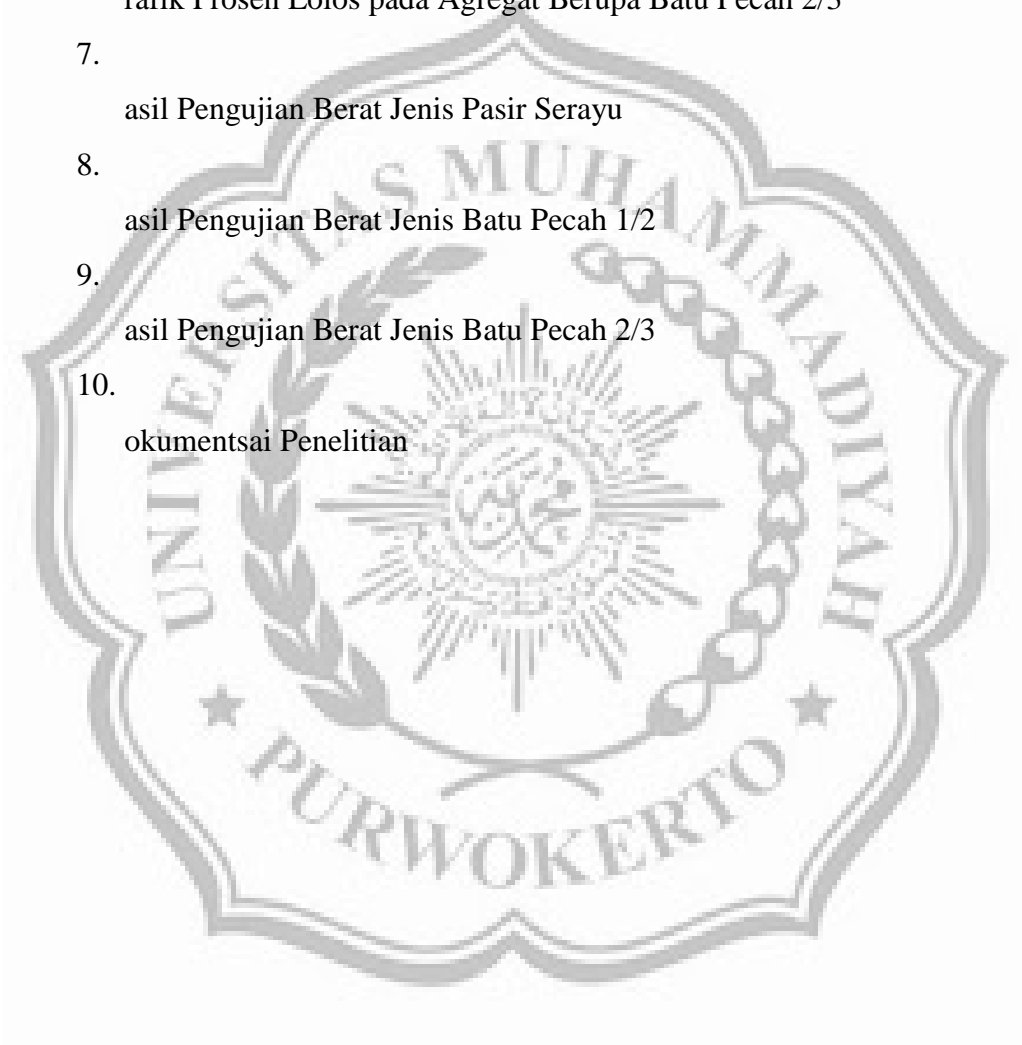 rafik Prosen Lolos pada Agregat Berupa Batu Pecah 2/3
7.
asil Pengujian Berat Jenis Pasir Serayu
8.
asil Pengujian Berat Jenis Batu Pecah 1/2
9.
asil Pengujian Berat Jenis Batu Pecah 2/3
10.
okumentsai Penelitian
UNIVERSITAS MUHAMMADIYAH
PURWOKERTO